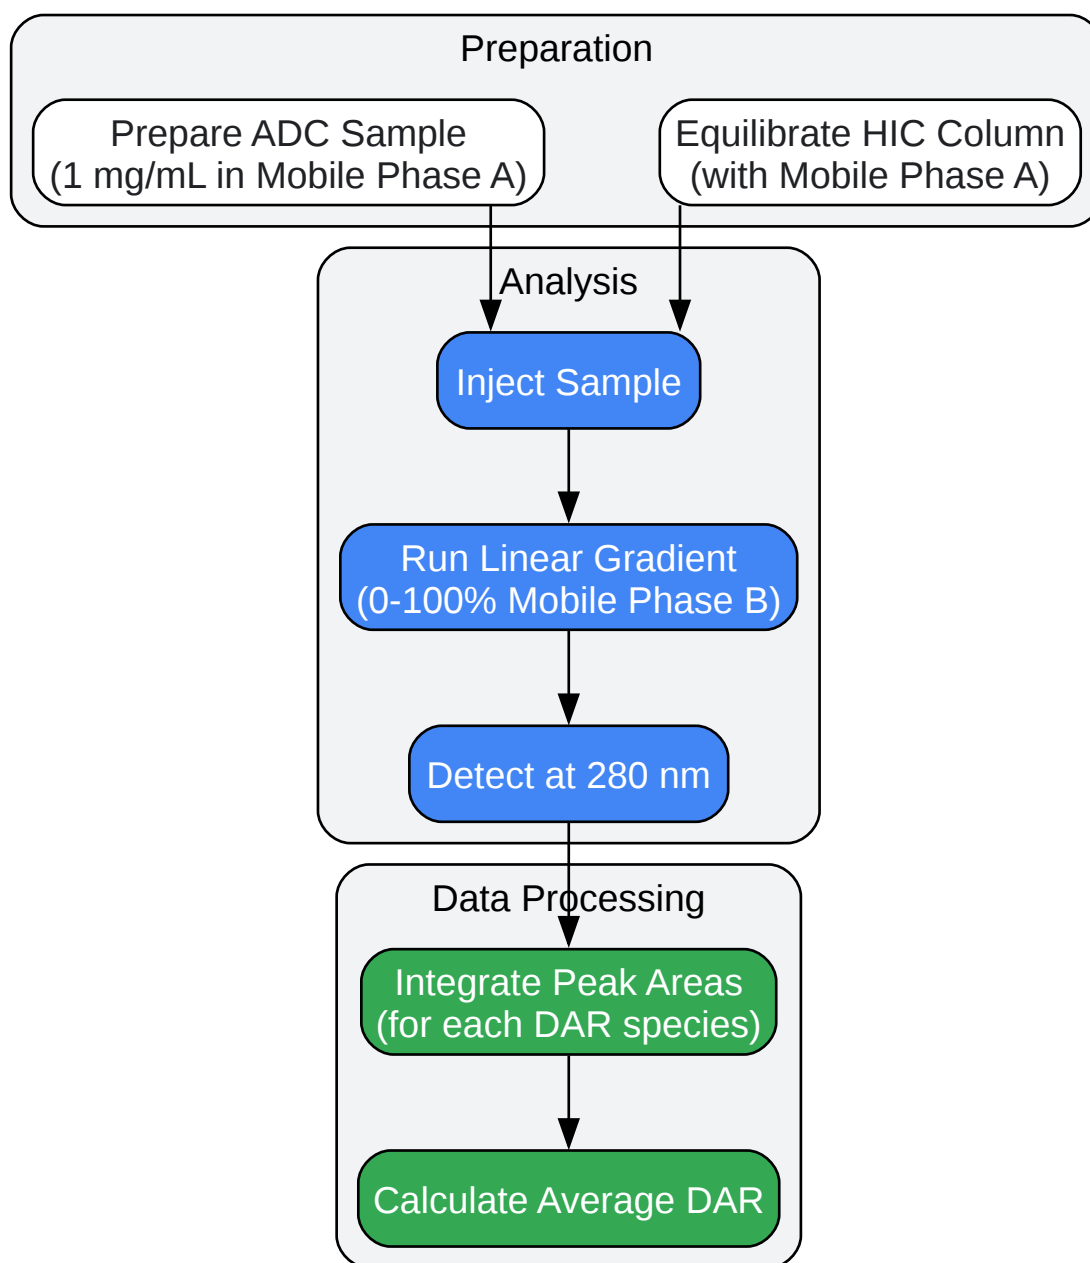 Preparation
Prepare ADC Sample
(1 mg/mL in Mobile Phase A)
Equilibrate HIC Column
(with Mobile Phase A)
Analysis
Inject Sample
Run Linear Gradient
(0-100% Mobile Phase B)
Detect at 280 nm
Data Processing
Integrate Peak Areas
(for each DAR species)
Calculate Average DAR